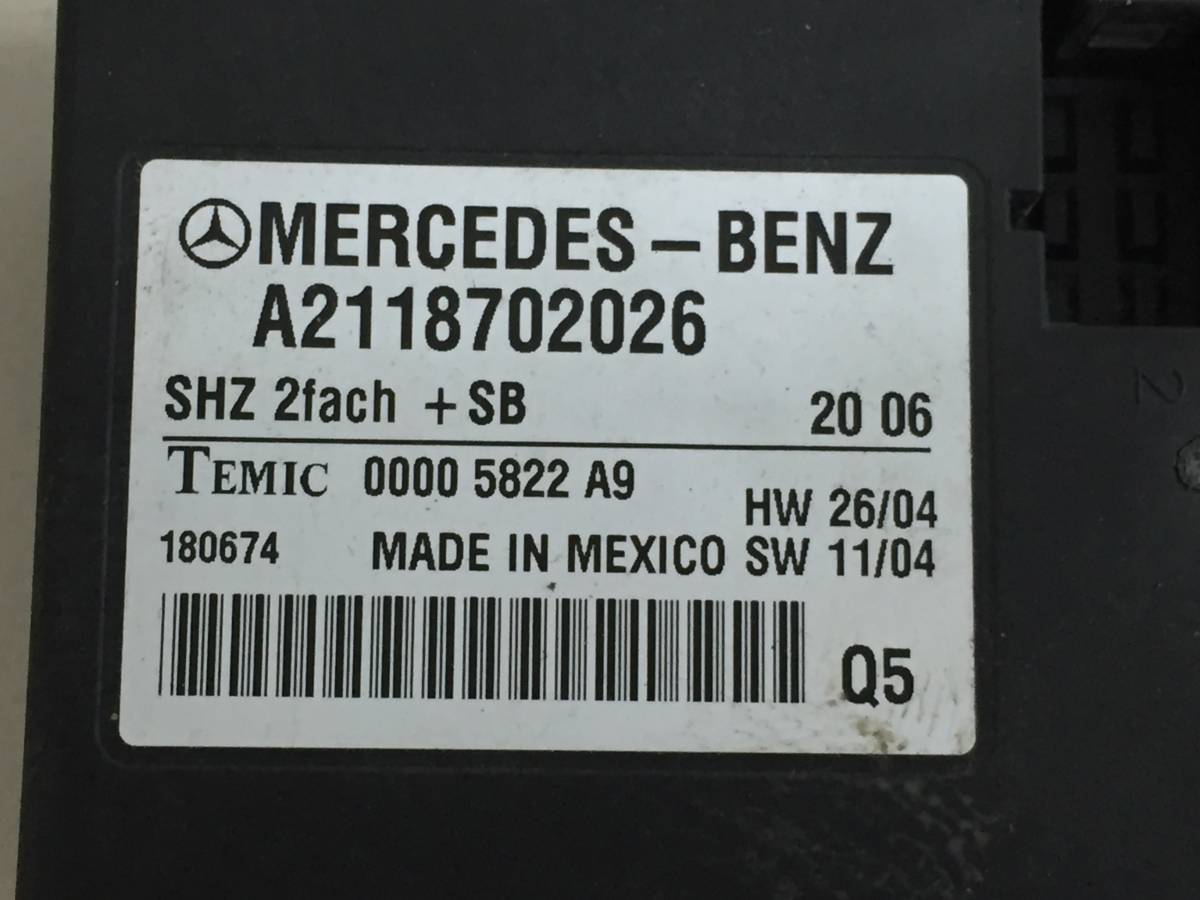 MERCEDES-BENZ
A2118702026
SHZ 2fach + SB 20 06
TEMIC 0000 5822 A9
HW 26/04
180674 MADE IN MEXICO SW 11/04
Q5
2